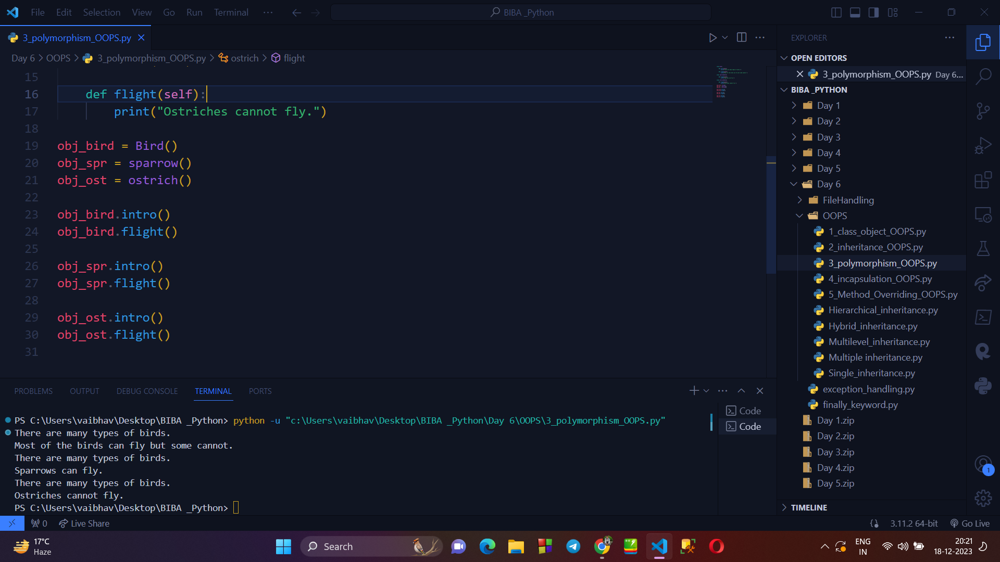 File Edit Selection View Go Run Terminal ··· BIBA _Python
3_polymorphism_OOPS.py
Day 6 > OOPS > 3_polymorphism_OOPS.py > ostrich > flight
15
16 def flight(self):
17 print("Ostriches cannot fly.")
18
19 obj_bird = Bird()
20 obj_spr = sparrow()
21 obj_ost = ostrich()
22
23 obj_bird.intro()
24 obj_bird.flight()
25
26 obj_spr.intro()
27 obj_spr.flight()
28
29 obj_ost.intro()
30 obj_ost.flight()
31
PROBLEMS OUTPUT DEBUG CONSOLE TERMINAL PORTS
PS C:\Users\vaibhav\Desktop\BIBA _Python> python -u "c:\Users\vaibhav\Desktop\BIBA _Python\Day 6\OOPS\3_polymorphism_OOPS.py"
There are many types of birds.
Most of the birds can fly but some cannot.
There are many types of birds.
Sparrows can fly.
There are many types of birds.
Ostriches cannot fly.
PS C:\Users\vaibhav\Desktop\BIBA _Python>
Code
Code
EXPLORER
OPEN EDITORS
3_polymorphism_OOPS.py Day 6...
BIBA _PYTHON
Day 1
Day 2
Day 3
Day 4
Day 5
Day 6
FileHandling
OOPS
1_class_object_OOPS.py
2_inheritance_OOPS.py
3_polymorphism_OOPS.py
4_incapsulation_OOPS.py
5_Method_Overriding_OOPS.py
Hierarchical_inheritance.py
Hybrid_inheritance.py
Multilevel_inheritance.py
Multiple inheritance.py
Single_inheritance.py
exception_handling.py
finally_keyword.py
Day 1.zip
Day 2.zip
Day 3.zip
Day 4.zip
Day 5.zip
TIMELINE
1
0 Live Share 3.11.2 64-bit Go Live
17°C
Haze
Search
ENG
IN
20:21
18-12-2023